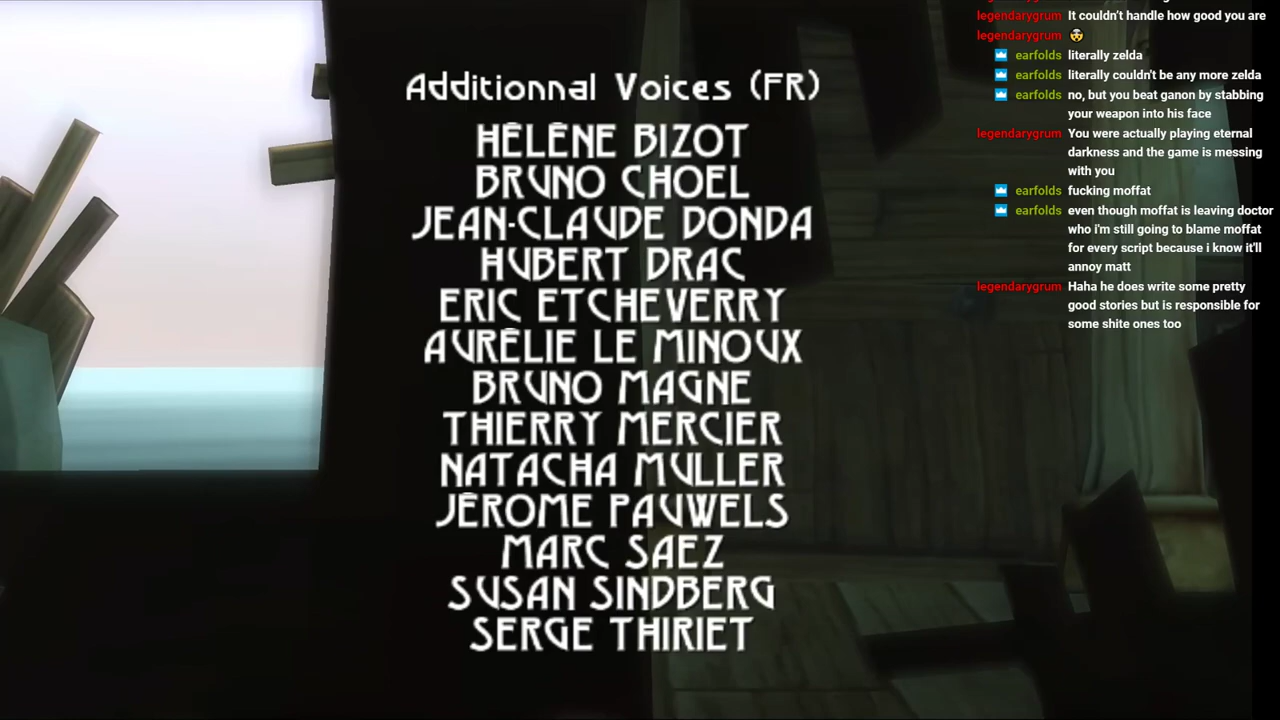 Additionnal Voices (FR)
HÉLÈNE BIZOT
BRUNO CHOEL
JEAN-CLAUDE DONDA
HUBERT DRAC
ERIC ETCHEVERRY
AURÉLIE LE MINOUX
BRUNO MAGNE
THIERRY MERCIER
NATACHA MULLER
JÉROME PAUWELS
MARC SAEZ
SUSAN SINDBERG
SERGE THIRIET
legendarygrum It couldn't handle how good you are
legendarygrum
earfolds literally zelda
earfolds literally couldn't be any more zelda
earfolds no, but you beat ganon by stabbing
your weapon into his face
legendarygrum You were actually playing eternal
darkness and the game is messing
with you
earfolds fucking moffat
earfolds even though moffat is leaving doctor
who i'm still going to blame moffat
for every script because i know it'll
annoy matt
legendarygrum Haha he does write some pretty
good stories but is responsible for
some shite ones too